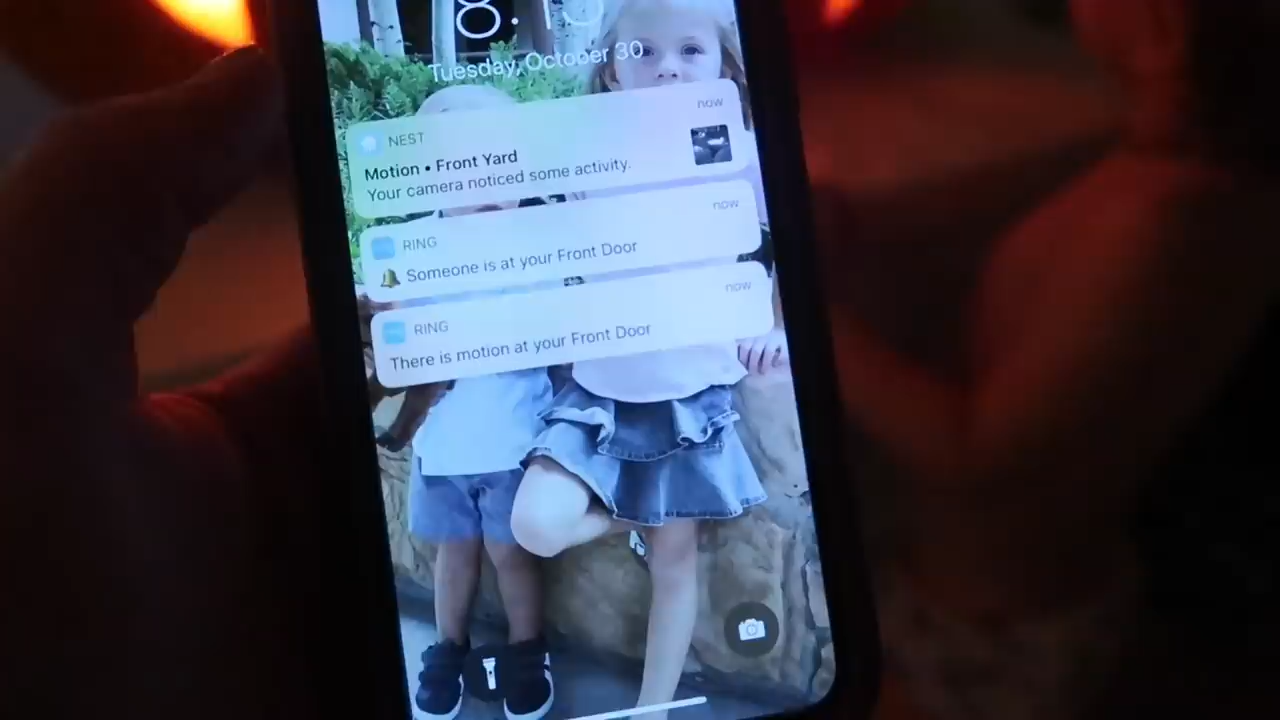 Tuesday, October 30
now
NEST
Motion • Front Yard
Your camera noticed some activity.
now
RING
Someone is at your Front Door
now
RING
There is motion at your Front Door